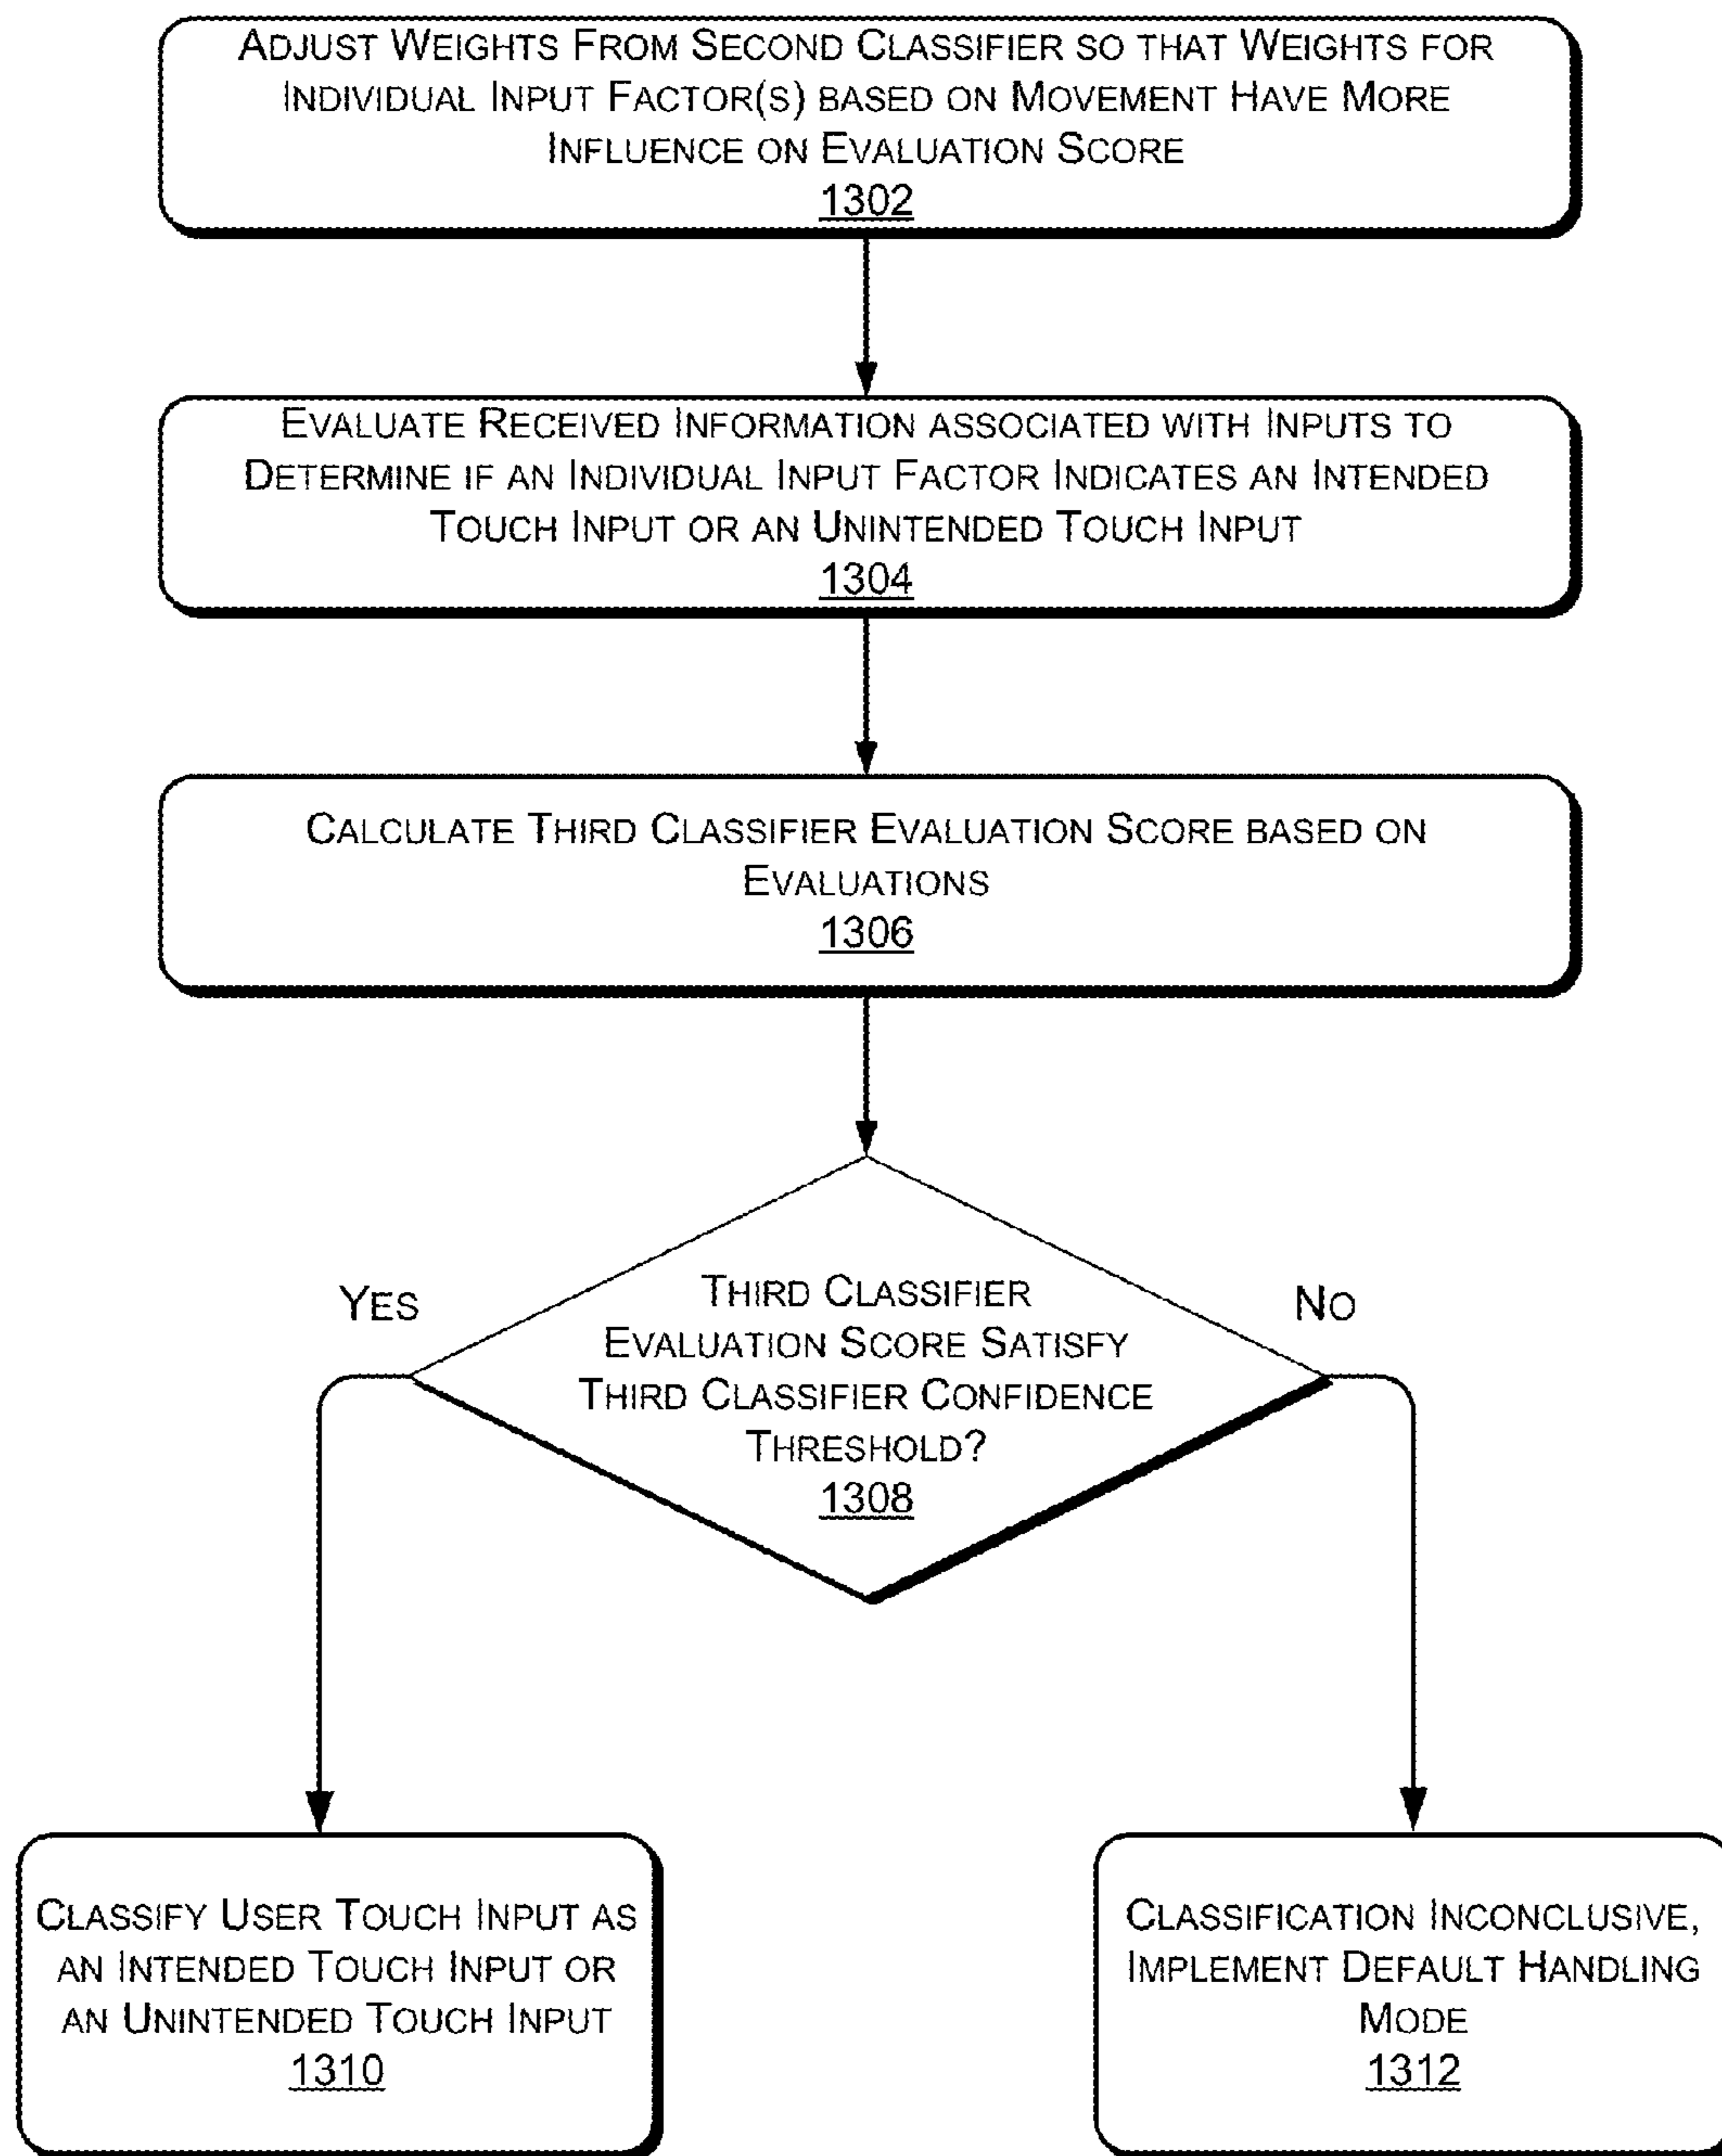 ADJUST WEIGHTS FROM SECOND CLASSIFIER SO THAT WEIGHTS FOR
INDIVIDUAL INPUT FACTOR(S) BASED ON MOVEMENT HAVE MORE
INFLUENCE ON EVALUATION SCORE
1302
EVALUATE RECEIVED INFORMATION ASSOCIATED WITH INPUTS TO
DETERMINE IF AN INDIVIDUAL INPUT FACTOR INDICATES AN INTENDED
TOUCH INPUT OR AN UNINTENDED TOUCH INPUT
1304
CALCULATE THIRD CLASSIFIER EVALUATION SCORE BASED ON
EVALUATIONS
1306
YES
NO
THIRD CLASSIFIER
EVALUATION SCORE SATISFY
THIRD CLASSIFIER CONFIDENCE
THRESHOLD?
1308
CLASSIFY USER TOUCH INPUT AS
AN INTENDED TOUCH INPUT OR
AN UNINTENDED TOUCH INPUT
1310
CLASSIFICATION INCONCLUSIVE,
IMPLEMENT DEFAULT HANDLING
MODE
1312